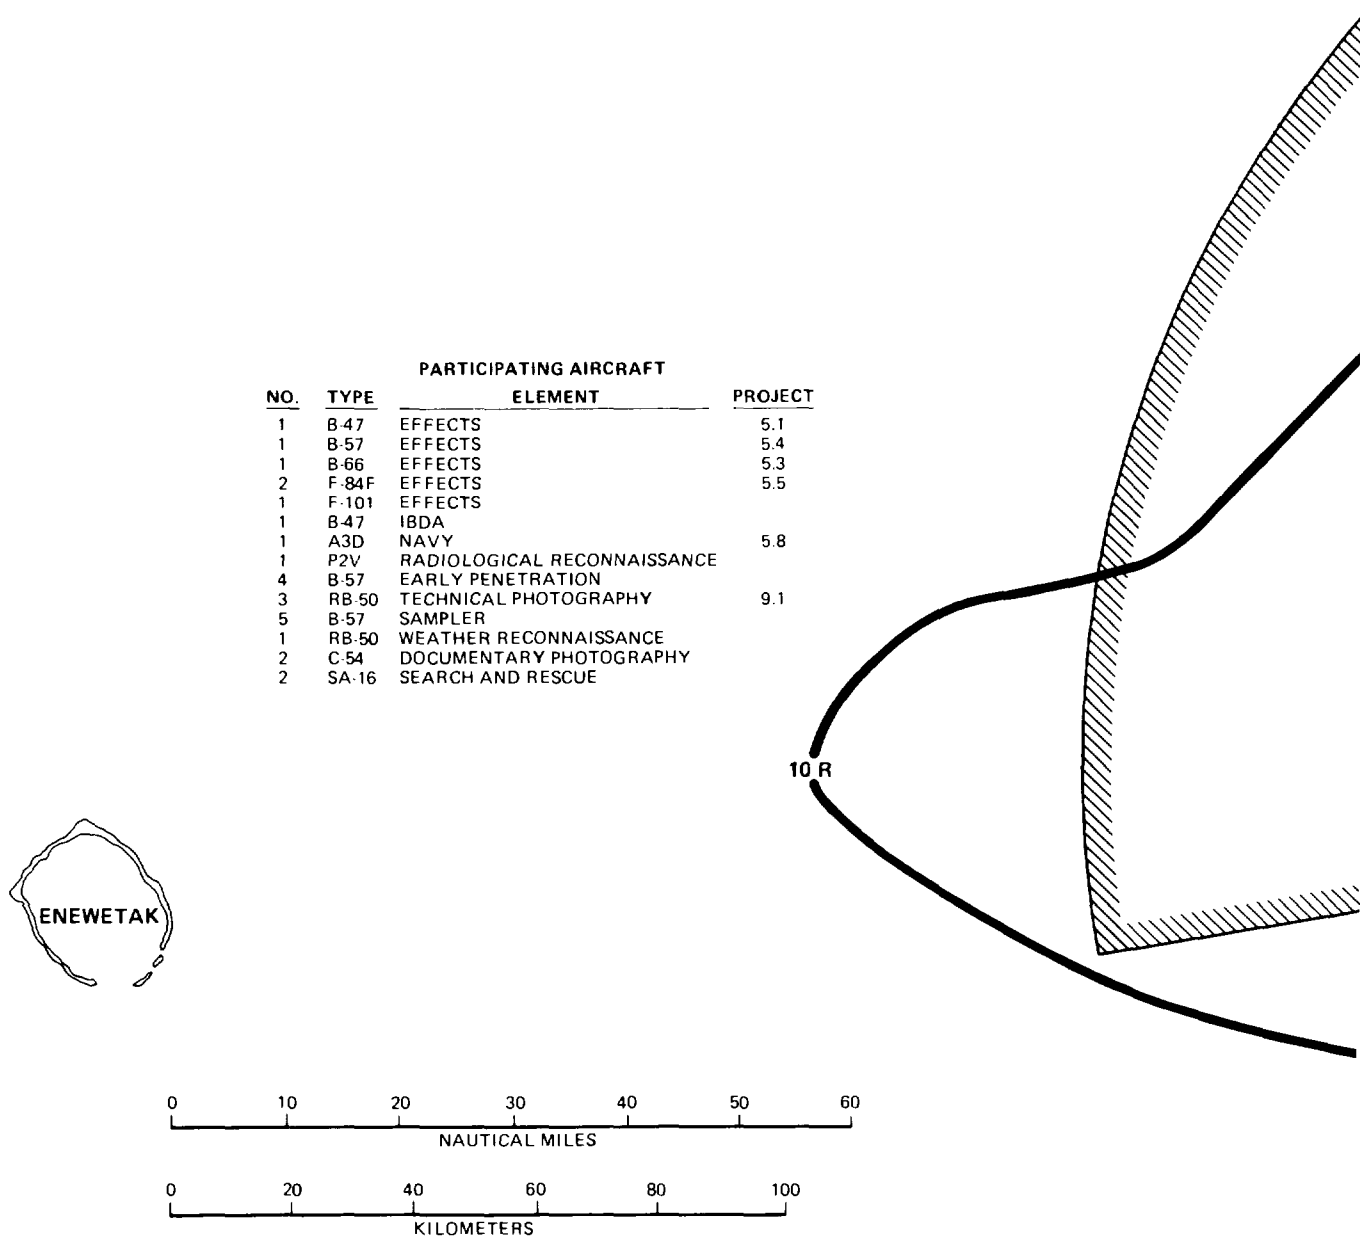 PARTICIPATING AIRCRAFT
NO. TYPE ELEMENT PROJECT
1 B-47 EFFECTS 5.1
1 B-57 EFFECTS 5.4
1 B-66 EFFECTS 5.3
2 F-84F EFFECTS 5.5
1 F-101 EFFECTS
1 B-47 IBDA
1 A3D NAVY 5.8
1 P2V RADIOLOGICAL RECONNAISSANCE
4 B-57 EARLY PENETRATION
3 RB-50 TECHNICAL PHOTOGRAPHY 9.1
5 B-57 SAMPLER
1 RB-50 WEATHER RECONNAISSANCE
2 C-54 DOCUMENTARY PHOTOGRAPHY
2 SA-16 SEARCH AND RESCUE
10 R
ENEWETAK
0 10 20 30 40 50 60
NAUTICAL MILES
0 20 40 60 80 100
KILOMETERS